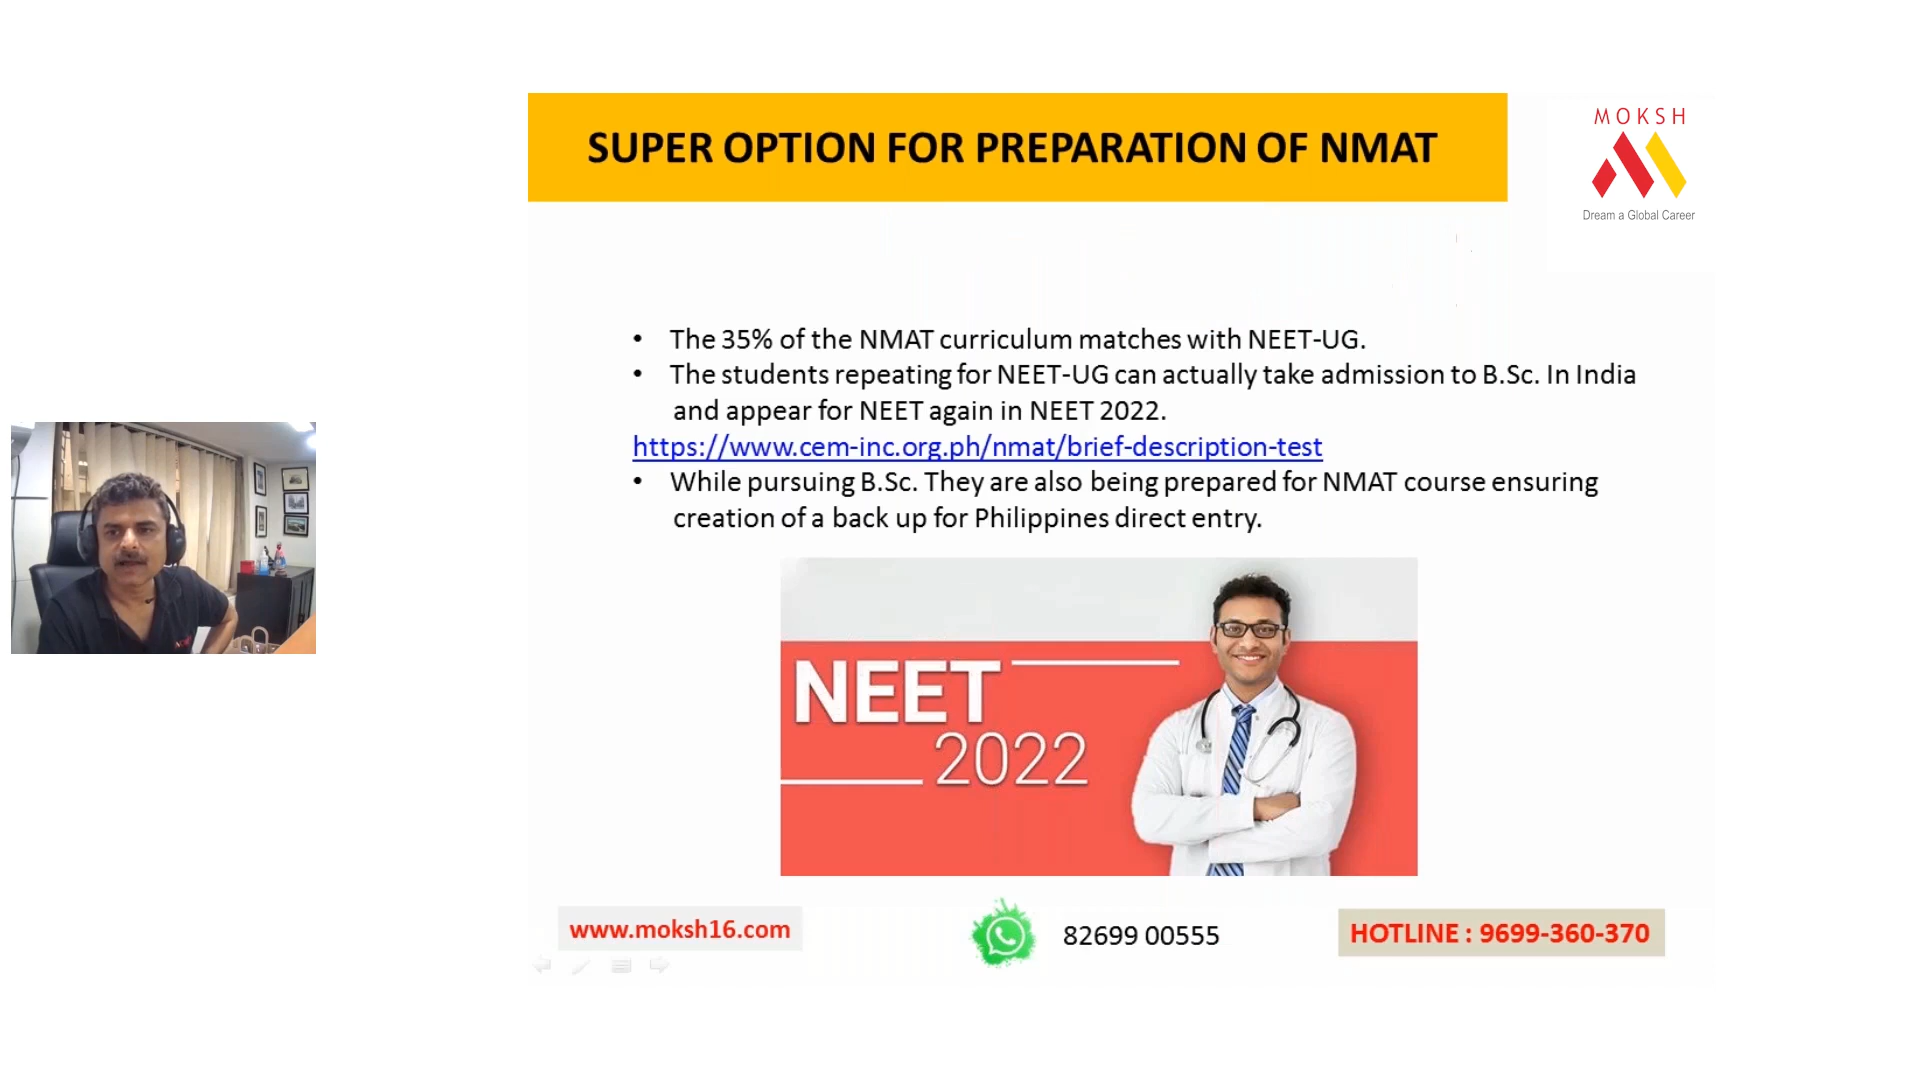 SUPER OPTION FOR PREPARATION OF NMAT
MOKSH
Dream a Global Career
• The 35% of the NMAT curriculum matches with NEET-UG.
• The students repeating for NEET-UG can actually take admission to B.Sc. In India
and appear for NEET again in NEET 2022.
https://www.cem-inc.org.ph/nmat/brief-description-test
• While pursuing B.Sc. They are also being prepared for NMAT course ensuring
creation of a back up for Philippines direct entry.
NEET
2022
www.moksh16.com
82699 00555
HOTLINE : 9699-360-370